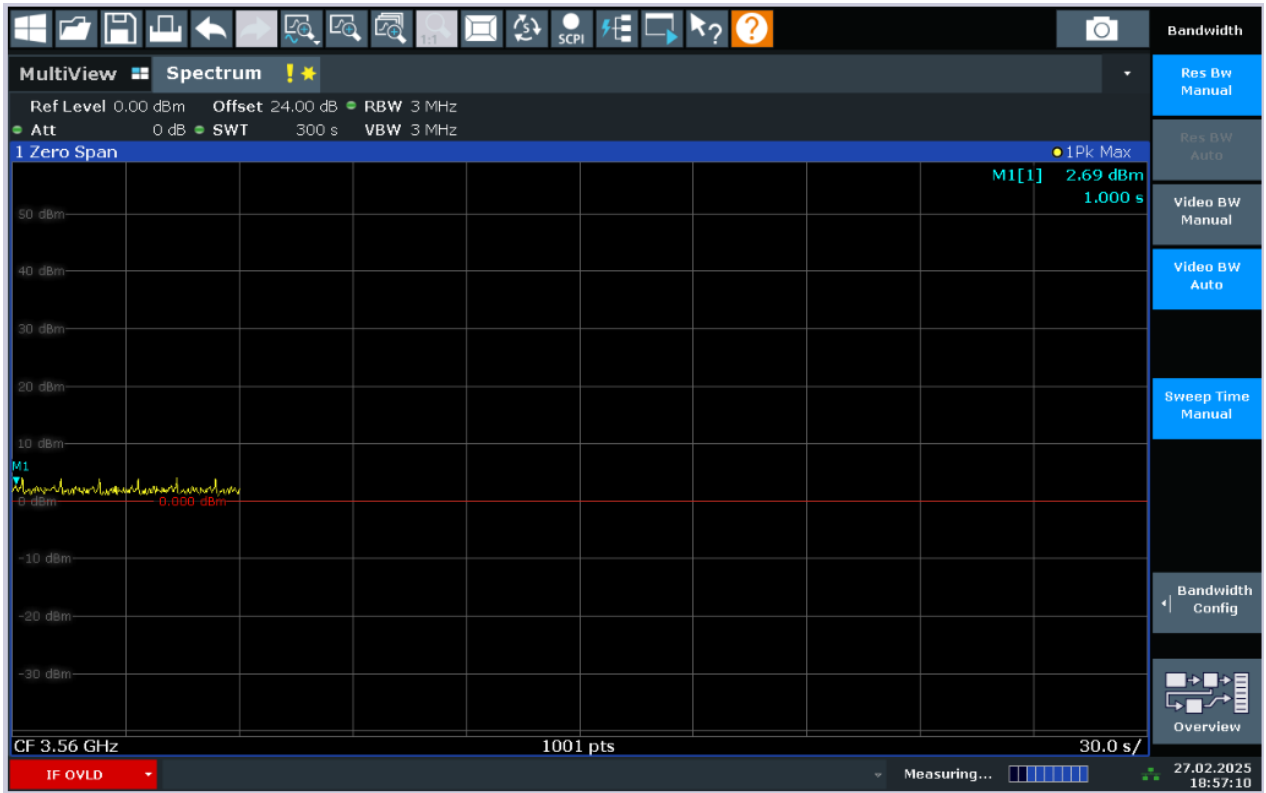 1:1
SCPI
?
?
Bandwidth
MultiView Spectrum !
Ref Level 0.00 dBm Offset 24.00 dB RBW 3 MHz
Att 0 dB SWT 300 s VBW 3 MHz
1 Zero Span 1Pk Max
M1[1] 2.69 dBm
1.000 s
50 dBm
40 dBm
30 dBm
20 dBm
10 dBm
M1
0 dBm 0.000 dBm
-10 dBm
-20 dBm
-30 dBm
CF 3.56 GHz 1001 pts 30.0 s/
IF OVLD Measuring... 27.02.2025
18:57:10
Res Bw
Manual
Res BW
Auto
Video BW
Manual
Video BW
Auto
Sweep Time
Manual
Bandwidth
Config
Overview